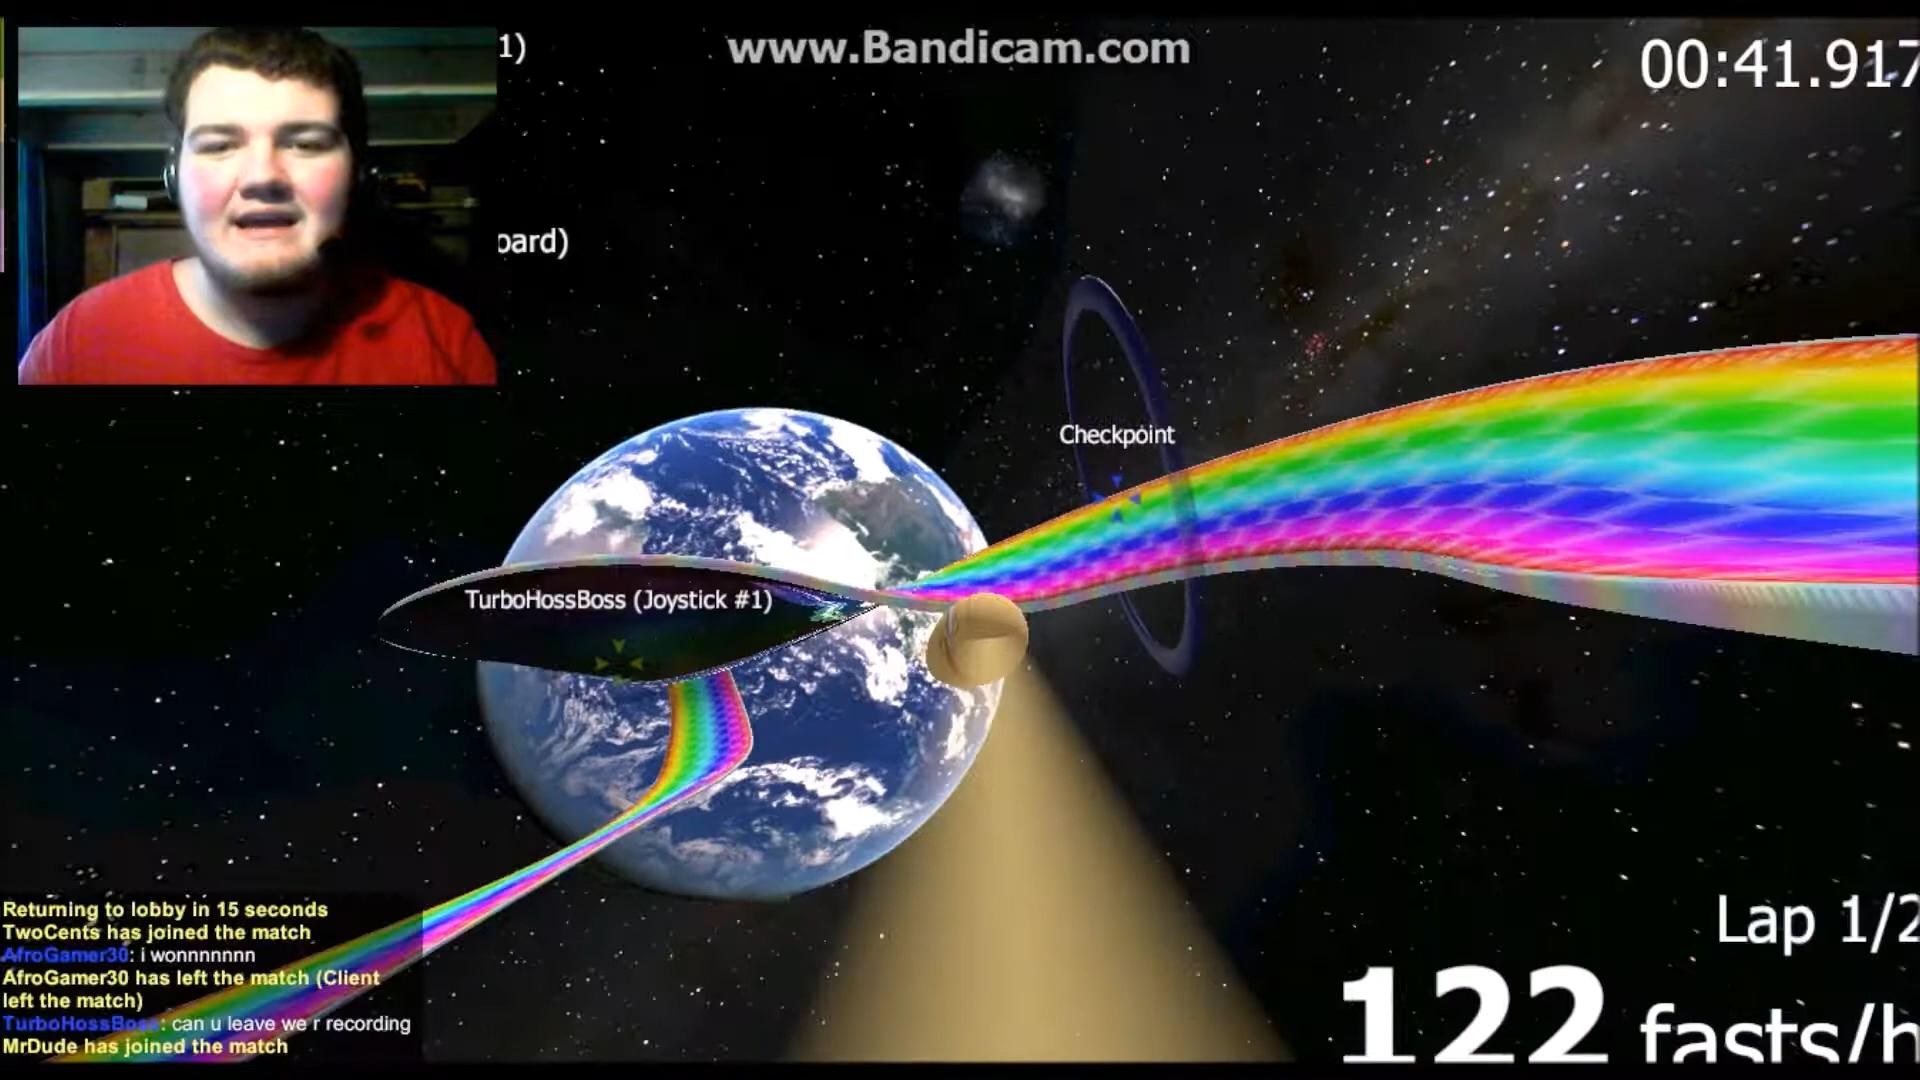 1)
www.Bandicam.com
00:41.917
oard)
Checkpoint
TurboHossBoss (Joystick #1)
Returning to lobby in 15 seconds
TwoCents has joined the match
AfroGamer30: i wonnnnnnn
AfroGamer30 has left the match (Client
left the match)
TurboHossBoss: can u leave we r recording
MrDude has joined the match
Lap 1/2
122 fasts/h